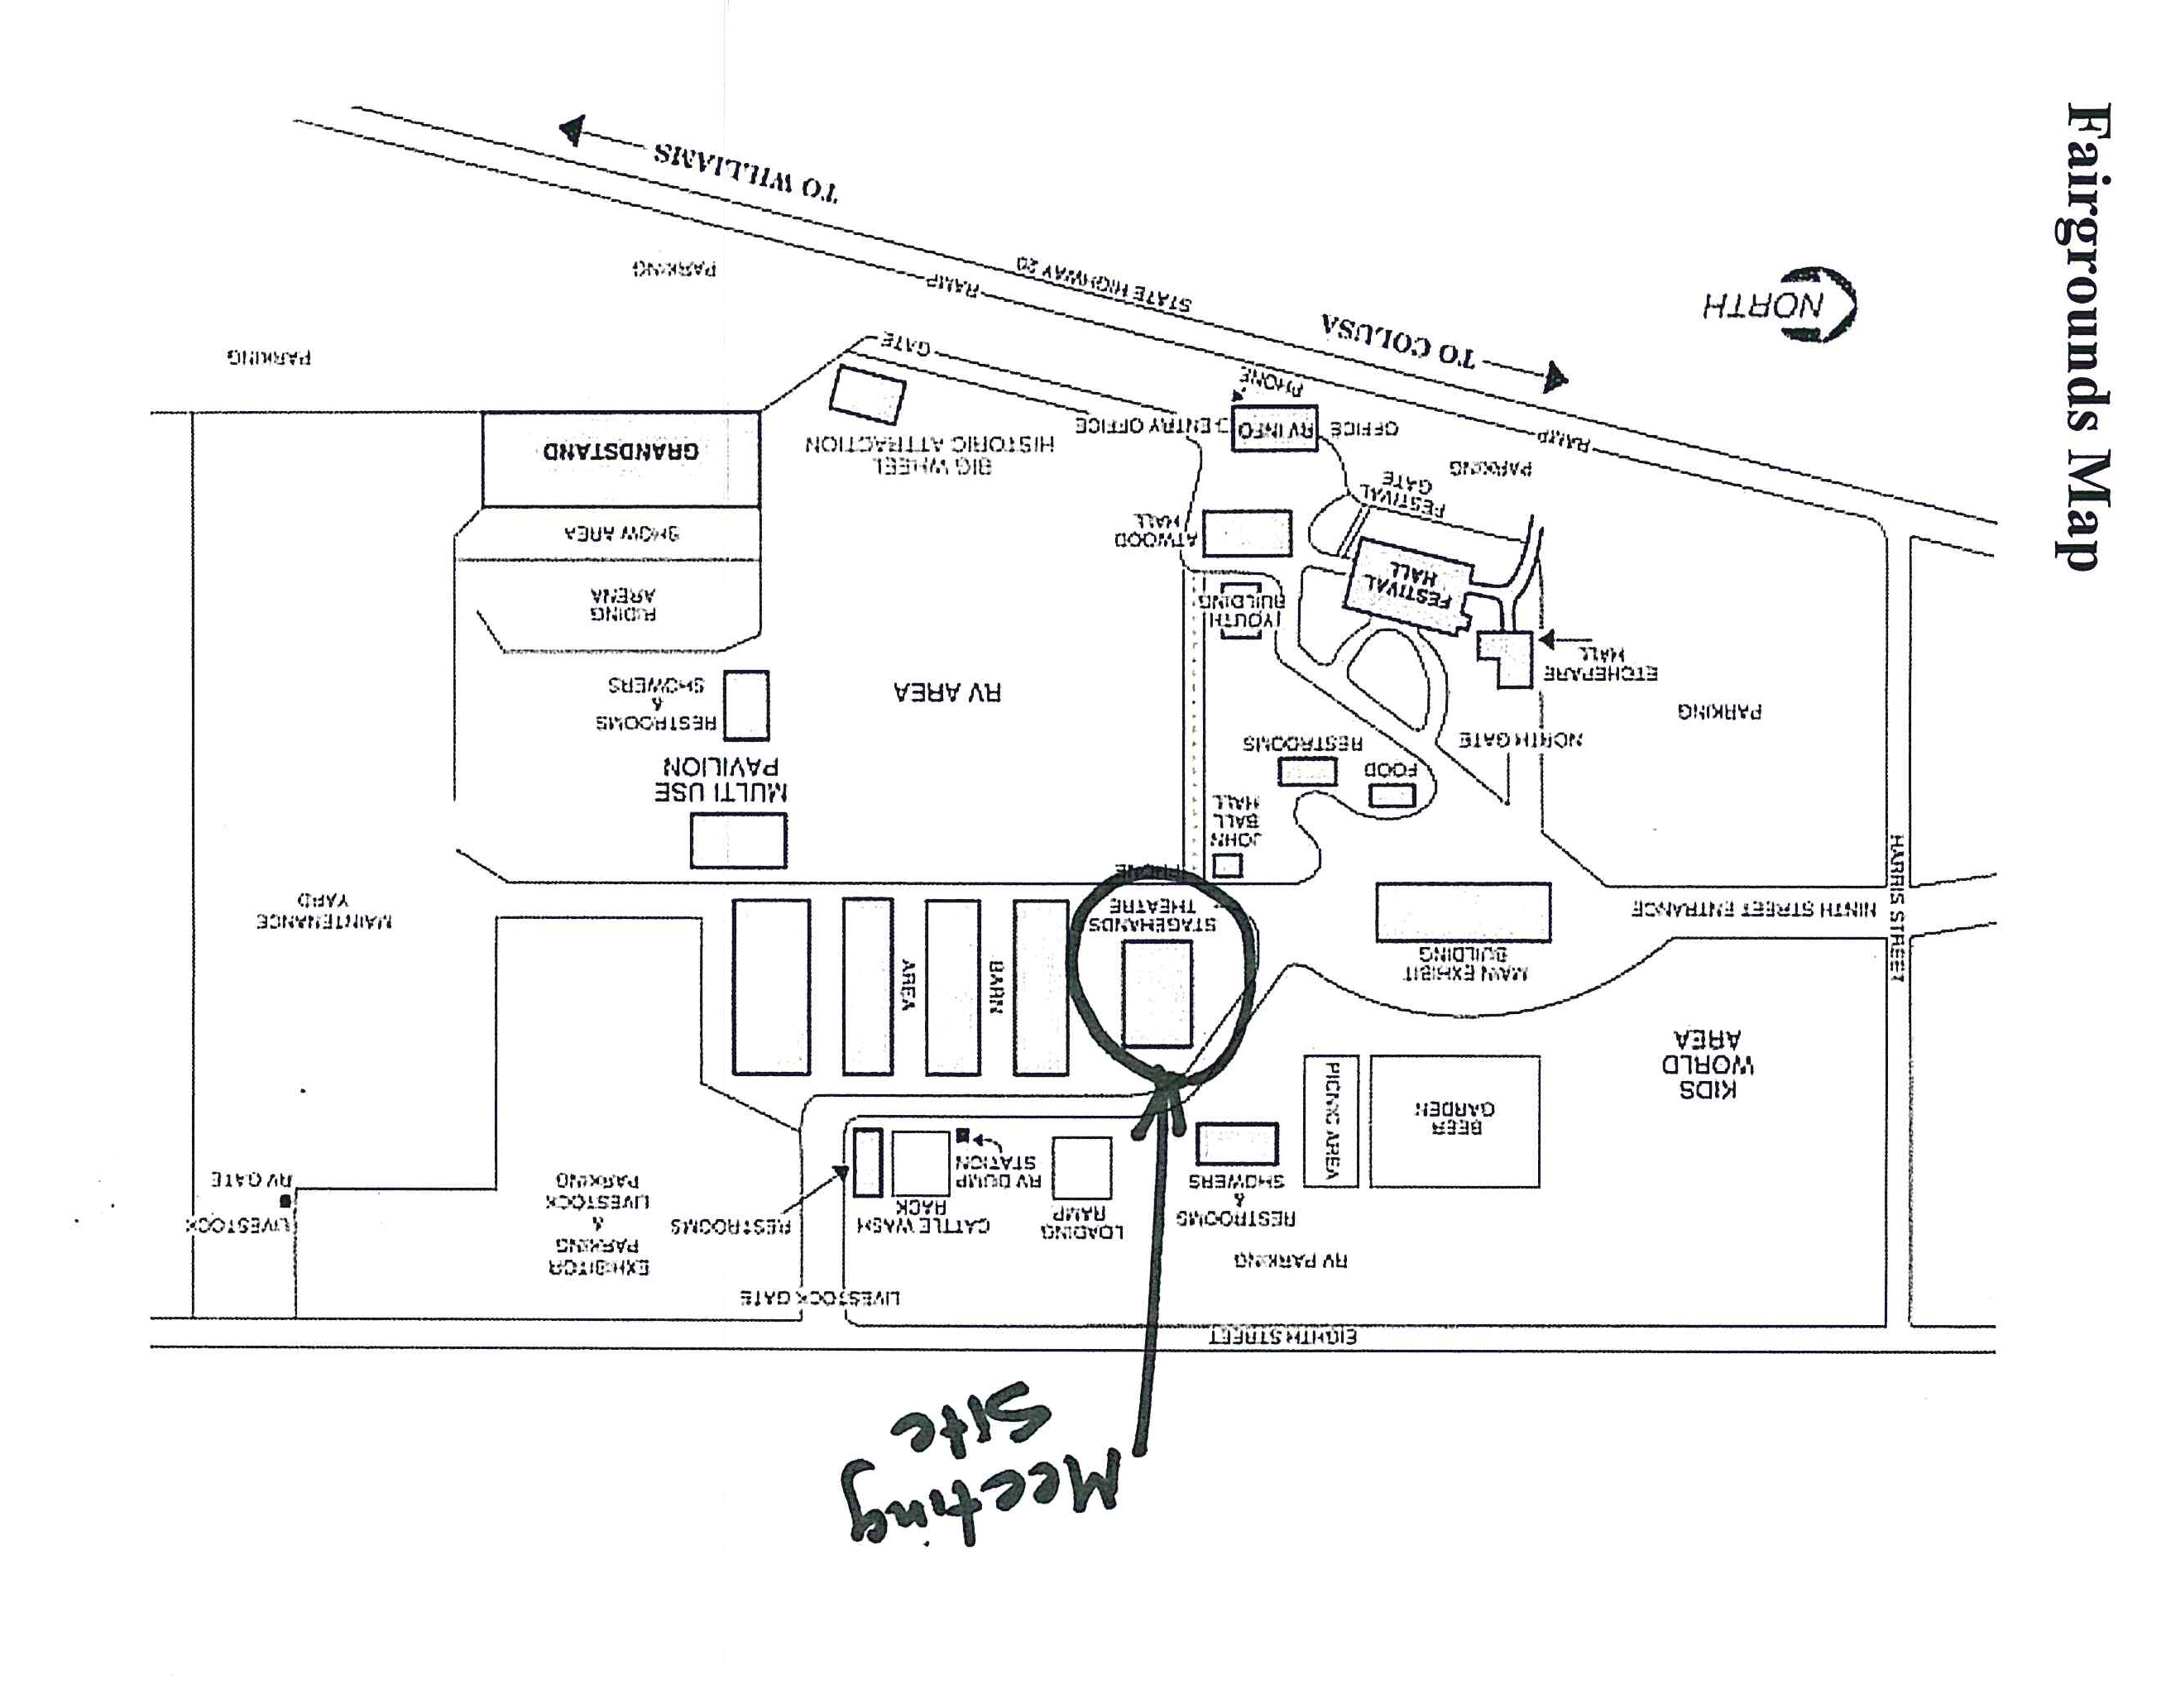 Fairgrounds Map
NORTH
TO WILLIAMS
STATE HIGHWAY 20
TO COLUSA
RAMP
RAMP
PARKING
PARKING
GATE
PHONE
GRANDSTAND
BIG WHEEL
HISTORIC ATTRACTION
ENTRY OFFICE
RV INFO
OFFICE
PARKING
FESTIVAL
GATE
SHOW AREA
ATWOOD
HALL
FESTIVAL
HALL
RIDING
ARENA
YOUTH
BUILDING
ETCHEPARE
HALL
RESTROOMS
&
SHOWERS
RV AREA
PARKING
NORTH GATE
RESTROOMS
FOOD
MULTI USE
PAVILION
JOHN
BALL
HALL
PHONE
MAINTENANCE
YARD
STAGEHANDS
THEATRE
NINTH STREET ENTRANCE
HARRIS STREET
BARN
AREA
MAIN EXHIBIT
BUILDING
KIDS
WORLD
AREA
BEER
GARDEN
PICNIC AREA
RESTROOMS
&
SHOWERS
RV PARKING
LOADING
RAMP
RV DUMP
STATION
CATTLE WASH
RACK
RESTROOMS
EXHIBITOR
PARKING
&
LIVESTOCK
PARKING
LIVESTOCK
RV GATE
LIVESTOCK GATE
EIGHTH STREET
Meeting
Site